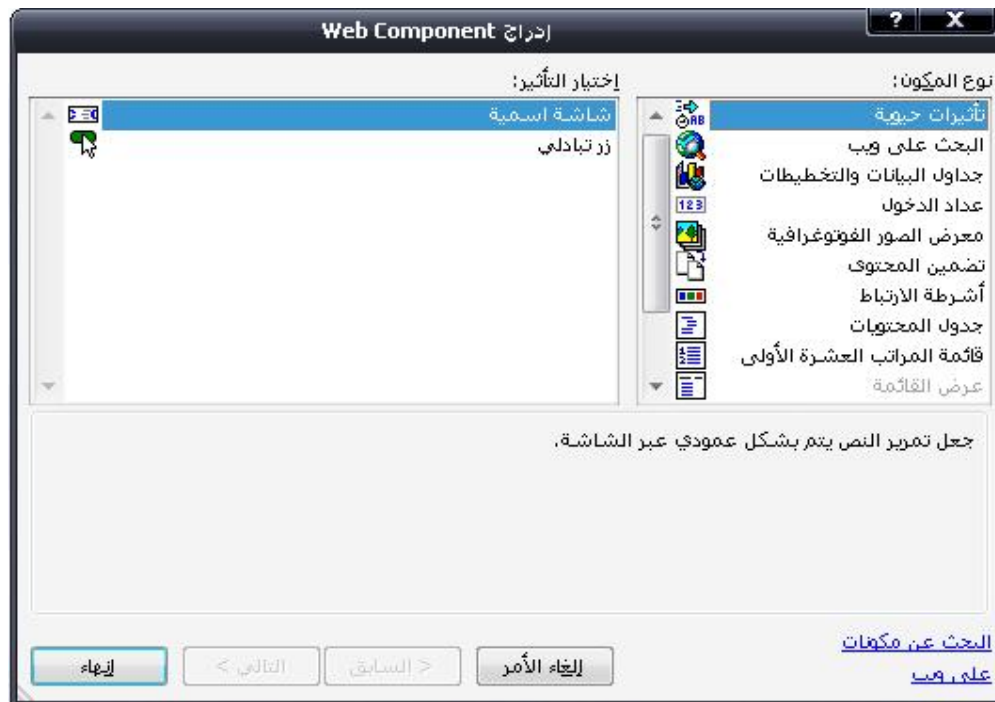 إدراج Web Component
نوع المكون:
تأثيرات حيوية
البحث على ويب
جداول البيانات والتخطيطات
عداد الدخول
معرض الصور الفوتوغرافية
تضمين المحتوى
أشرطة الارتباط
جدول المحتويات
قائمة المراتب العشرة الأولى
عرض القائمة
إختيار التأثير:
شاشة اسمية
زر تبادلي
جعل تمرير النص يتم بشكل عمودي عبر الشاشة.
البحث عن مكونات
على ويب
إلغاء الأمر
< السابق
التالي >
إنهاء